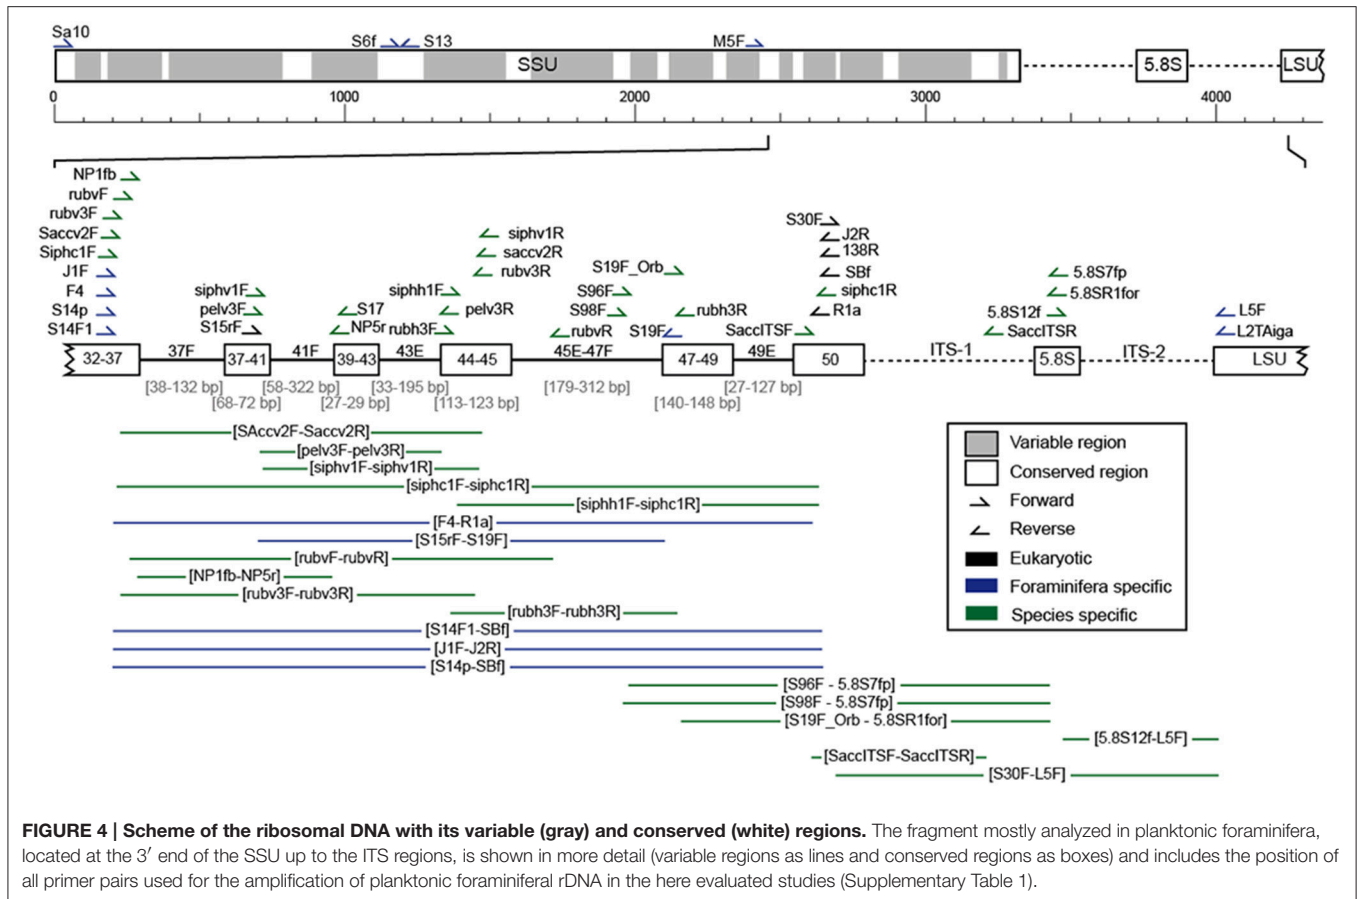 Sa10
S6f S13 M5F
SSU 5.8S LSU
0 1000 2000 3000 4000
NP1fb
rubvF
rubv3F
Saccv2F
Siphc1F
J1F
F4
S14p
S14F1
siphv1F
pelv3F
S15rF
S17
NP5r
siphh1F
rubh3F
siphv1R
saccv2R
rubv3R
pelv3R
S19F_Orb
S96F
S98F
rubvR
S19F
rubh3R
SaccITSF
S30F
J2R
138R
SBf
siphc1R
R1a
5.8S7fp
5.8SR1for
5.8S12f
SaccITSR
L5F
L2TAiga
32-37 37F 37-41 41F 39-43 43E 44-45 45E-47F 47-49 49E 50 ITS-1 5.8S ITS-2 LSU
[38-132 bp] [58-322 bp] [33-195 bp] [179-312 bp] [27-127 bp]
[68-72 bp] [27-29 bp] [113-123 bp] [140-148 bp]
[SAccv2F-Saccv2R]
[pelv3F-pelv3R]
[siphv1F-siphv1R]
[siphc1F-siphc1R]
[siphh1F-siphc1R]
[F4-R1a]
[S15rF-S19F]
[rubvF-rubvR]
[NP1fb-NP5r]
[rubv3F-rubv3R]
[rubh3F-rubh3R]
[S14F1-SBf]
[J1F-J2R]
[S14p-SBf]
[S96F - 5.8S7fp]
[S98F - 5.8S7fp]
[S19F_Orb - 5.8SR1for]
[5.8S12f-L5F]
[SaccITSF-SaccITSR]
[S30F-L5F]
Variable region
Conserved region
Forward
Reverse
Eukaryotic
Foraminifera specific
Species specific
FIGURE 4 | Scheme of the ribosomal DNA with its variable (gray) and conserved (white) regions. The fragment mostly analyzed in planktonic foraminifera,
located at the 3′ end of the SSU up to the ITS regions, is shown in more detail (variable regions as lines and conserved regions as boxes) and includes the position of
all primer pairs used for the amplification of planktonic foraminiferal rDNA in the here evaluated studies (Supplementary Table 1).